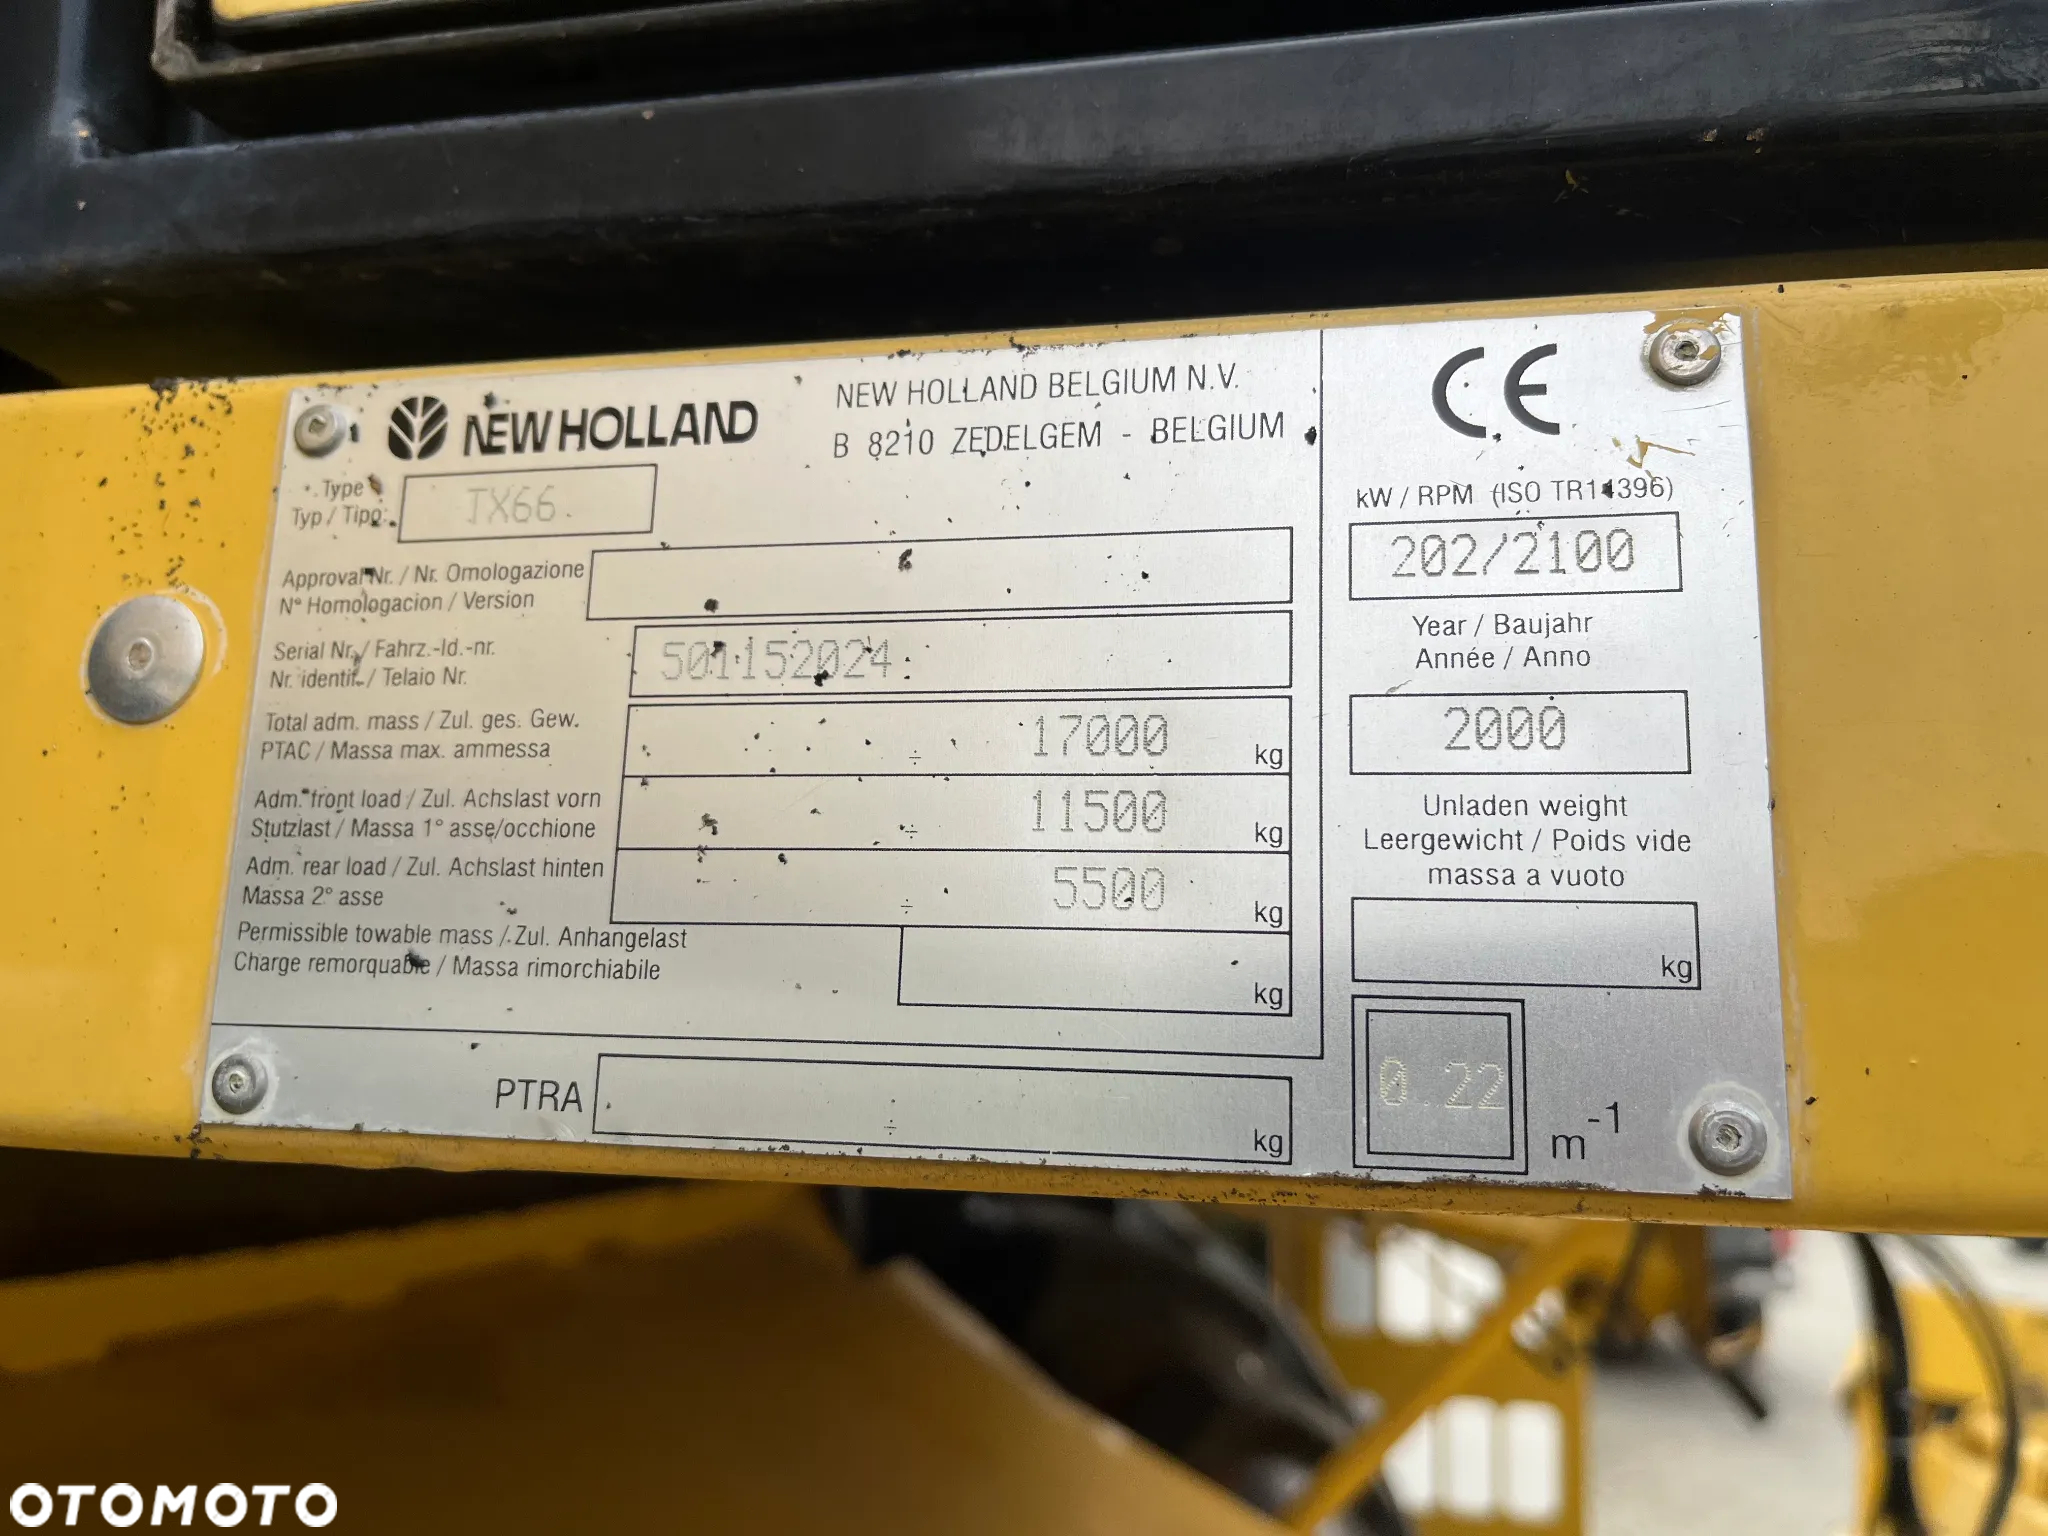 NEW HOLLAND
NEW HOLLAND BELGIUM N.V.
B 8210 ZEDELGEM - BELGIUM
Type
Typ / Tipo:
TX66
Approval Nr. / Nr. Omologazione
N° Homologacion / Version
Serial Nr. / Fahrz.-Id.-nr.
Nr. identif. / Telaio Nr.
501152024
Total adm. mass / Zul. ges. Gew.
PTAC / Massa max. ammessa
÷ 17000 kg
Adm. front load / Zul. Achslast vorn
Stutzlast / Massa 1° asse/occhione
÷ 11500 kg
Adm. rear load / Zul. Achslast hinten
Massa 2° asse
÷ 5500 kg
Permissible towable mass / Zul. Anhangelast
Charge remorquable / Massa rimorchiabile
kg
PTRA ÷ kg
CE
kW / RPM (ISO TR14396)
202/2100
Year / Baujahr
Année / Anno
2000
Unladen weight
Leergewicht / Poids vide
massa a vuoto
kg
0.22
m-1
OTOMOTO